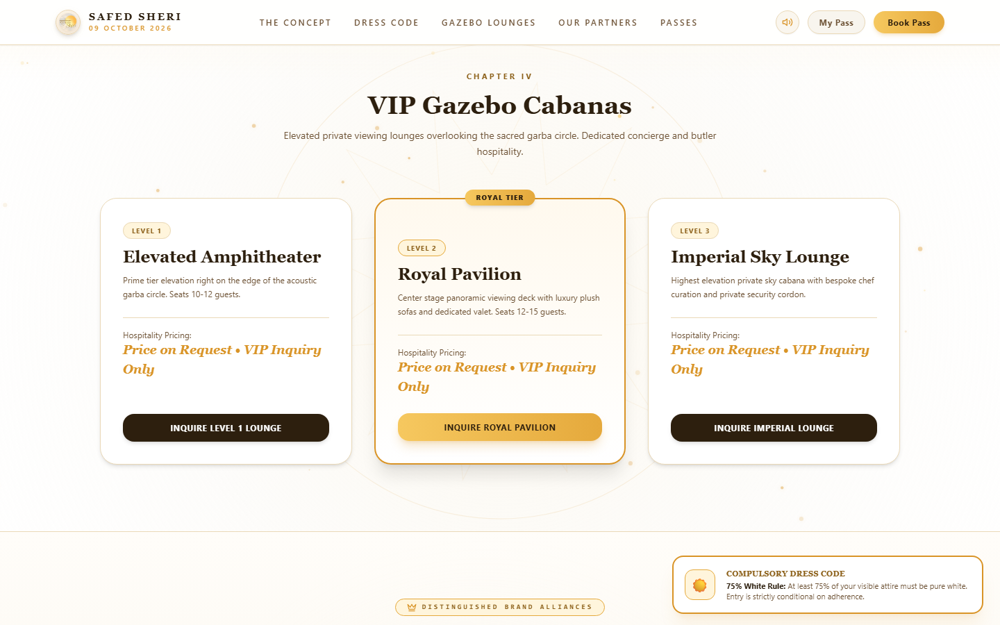 SAFED SHERI
09 OCTOBER 2026
THE CONCEPT
DRESS CODE
GAZEBO LOUNGES
OUR PARTNERS
PASSES
My Pass
Book Pass
CHAPTER IV
VIP Gazebo Cabanas
Elevated private viewing lounges overlooking the sacred garba circle. Dedicated concierge and butler
hospitality.
LEVEL 1
Elevated Amphitheater
Prime tier elevation right on the edge of the acoustic
garba circle. Seats 10-12 guests.
Hospitality Pricing:
Price on Request • VIP Inquiry
Only
INQUIRE LEVEL 1 LOUNGE
ROYAL TIER
LEVEL 2
Royal Pavilion
Center stage panoramic viewing deck with luxury plush
sofas and dedicated valet. Seats 12-15 guests.
Hospitality Pricing:
Price on Request • VIP Inquiry
Only
INQUIRE ROYAL PAVILION
LEVEL 3
Imperial Sky Lounge
Highest elevation private sky cabana with bespoke chef
curation and private security cordon.
Hospitality Pricing:
Price on Request • VIP Inquiry
Only
INQUIRE IMPERIAL LOUNGE
DISTINGUISHED BRAND ALLIANCES
COMPULSORY DRESS CODE
75% White Rule: At least 75% of your visible attire must be pure white.
Entry is strictly conditional on adherence.